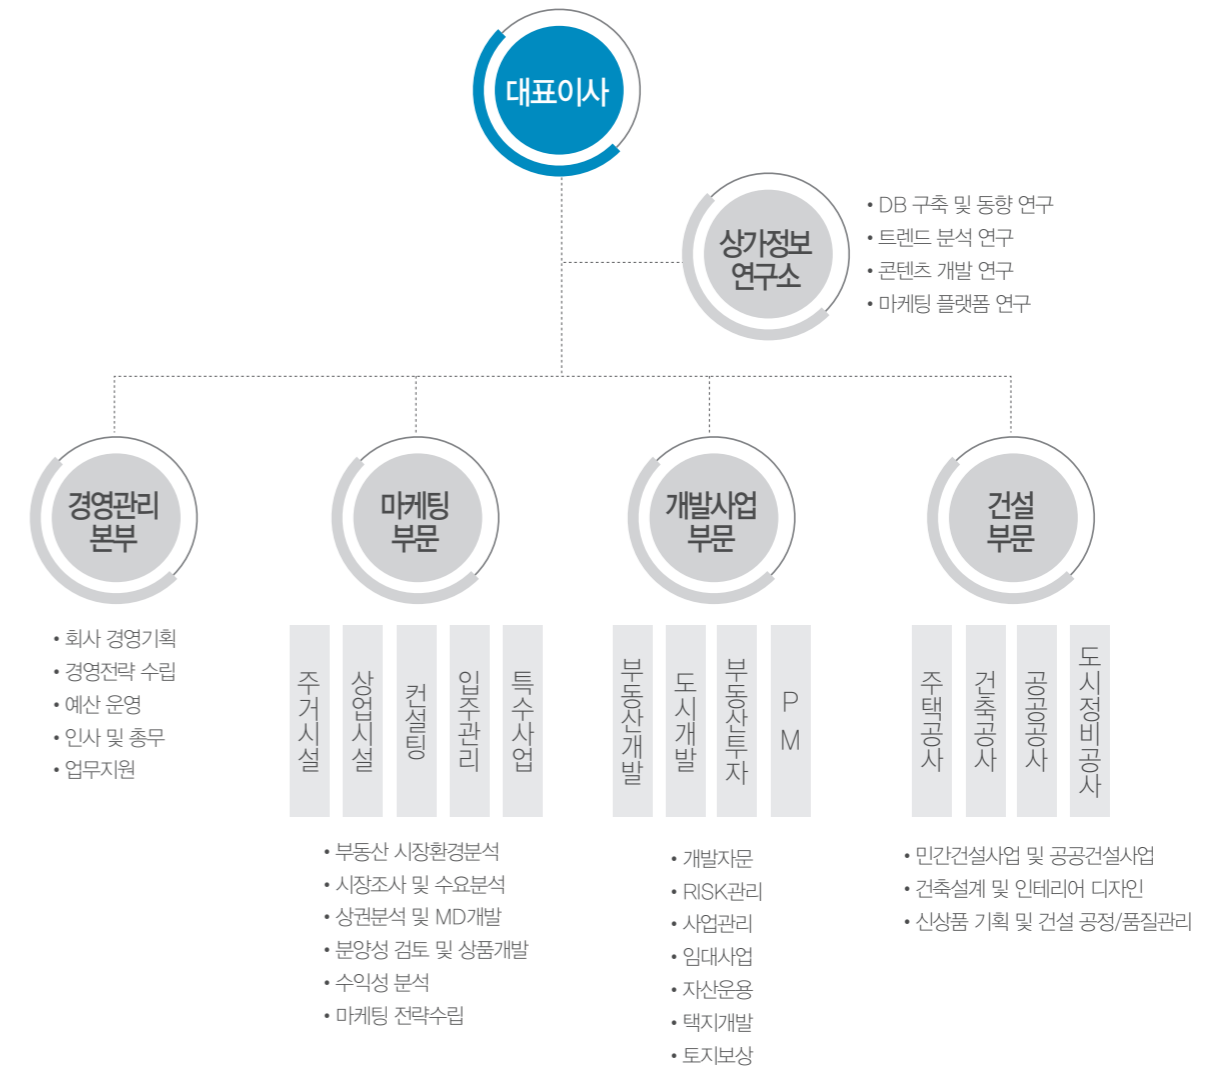 대표이사
상가정보
연구소
• DB 구축 및 동향 연구
• 트렌드 분석 연구
• 콘텐츠 개발 연구
• 마케팅 플랫폼 연구
경영관리
본부
• 회사 경영기획
• 경영전략 수립
• 예산 운영
• 인사 및 총무
• 업무지원
마케팅
부문
주거시설
상업시설
컨설팅
입주관리
특수사업
• 부동산 시장환경분석
• 시장조사 및 수요분석
• 상권분석 및 MD개발
• 분양성 검토 및 상품개발
• 수익성 분석
• 마케팅 전략수립
개발사업
부문
부동산개발
도시개발
부동산투자
PM
• 개발자문
• RISK관리
• 사업관리
• 임대사업
• 자산운용
• 택지개발
• 토지보상
건설
부문
주택공사
건축공사
공공공사
도시정비공사
• 민간건설사업 및 공공건설사업
• 건축설계 및 인테리어 디자인
• 신상품 기획 및 건설 공정/품질관리